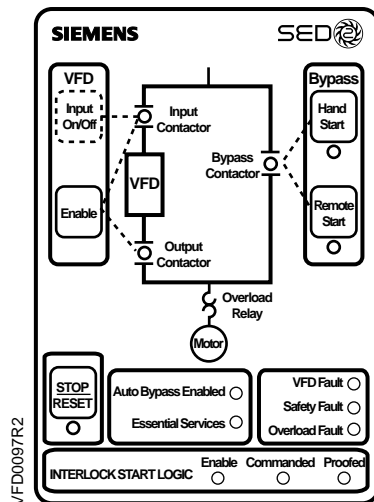 SIEMENS
SED2
VFD
Bypass
Input
On/Off
Input
Contactor
Hand
Start
Bypass
Contactor
VFD
Enable
Remote
Start
Output
Contactor
Overload
Relay
Motor
STOP
RESET
Auto Bypass Enabled
Essential Services
VFD Fault
Safety Fault
Overload Fault
INTERLOCK START LOGIC
Enable
Commanded
Proofed
VFD0097R2